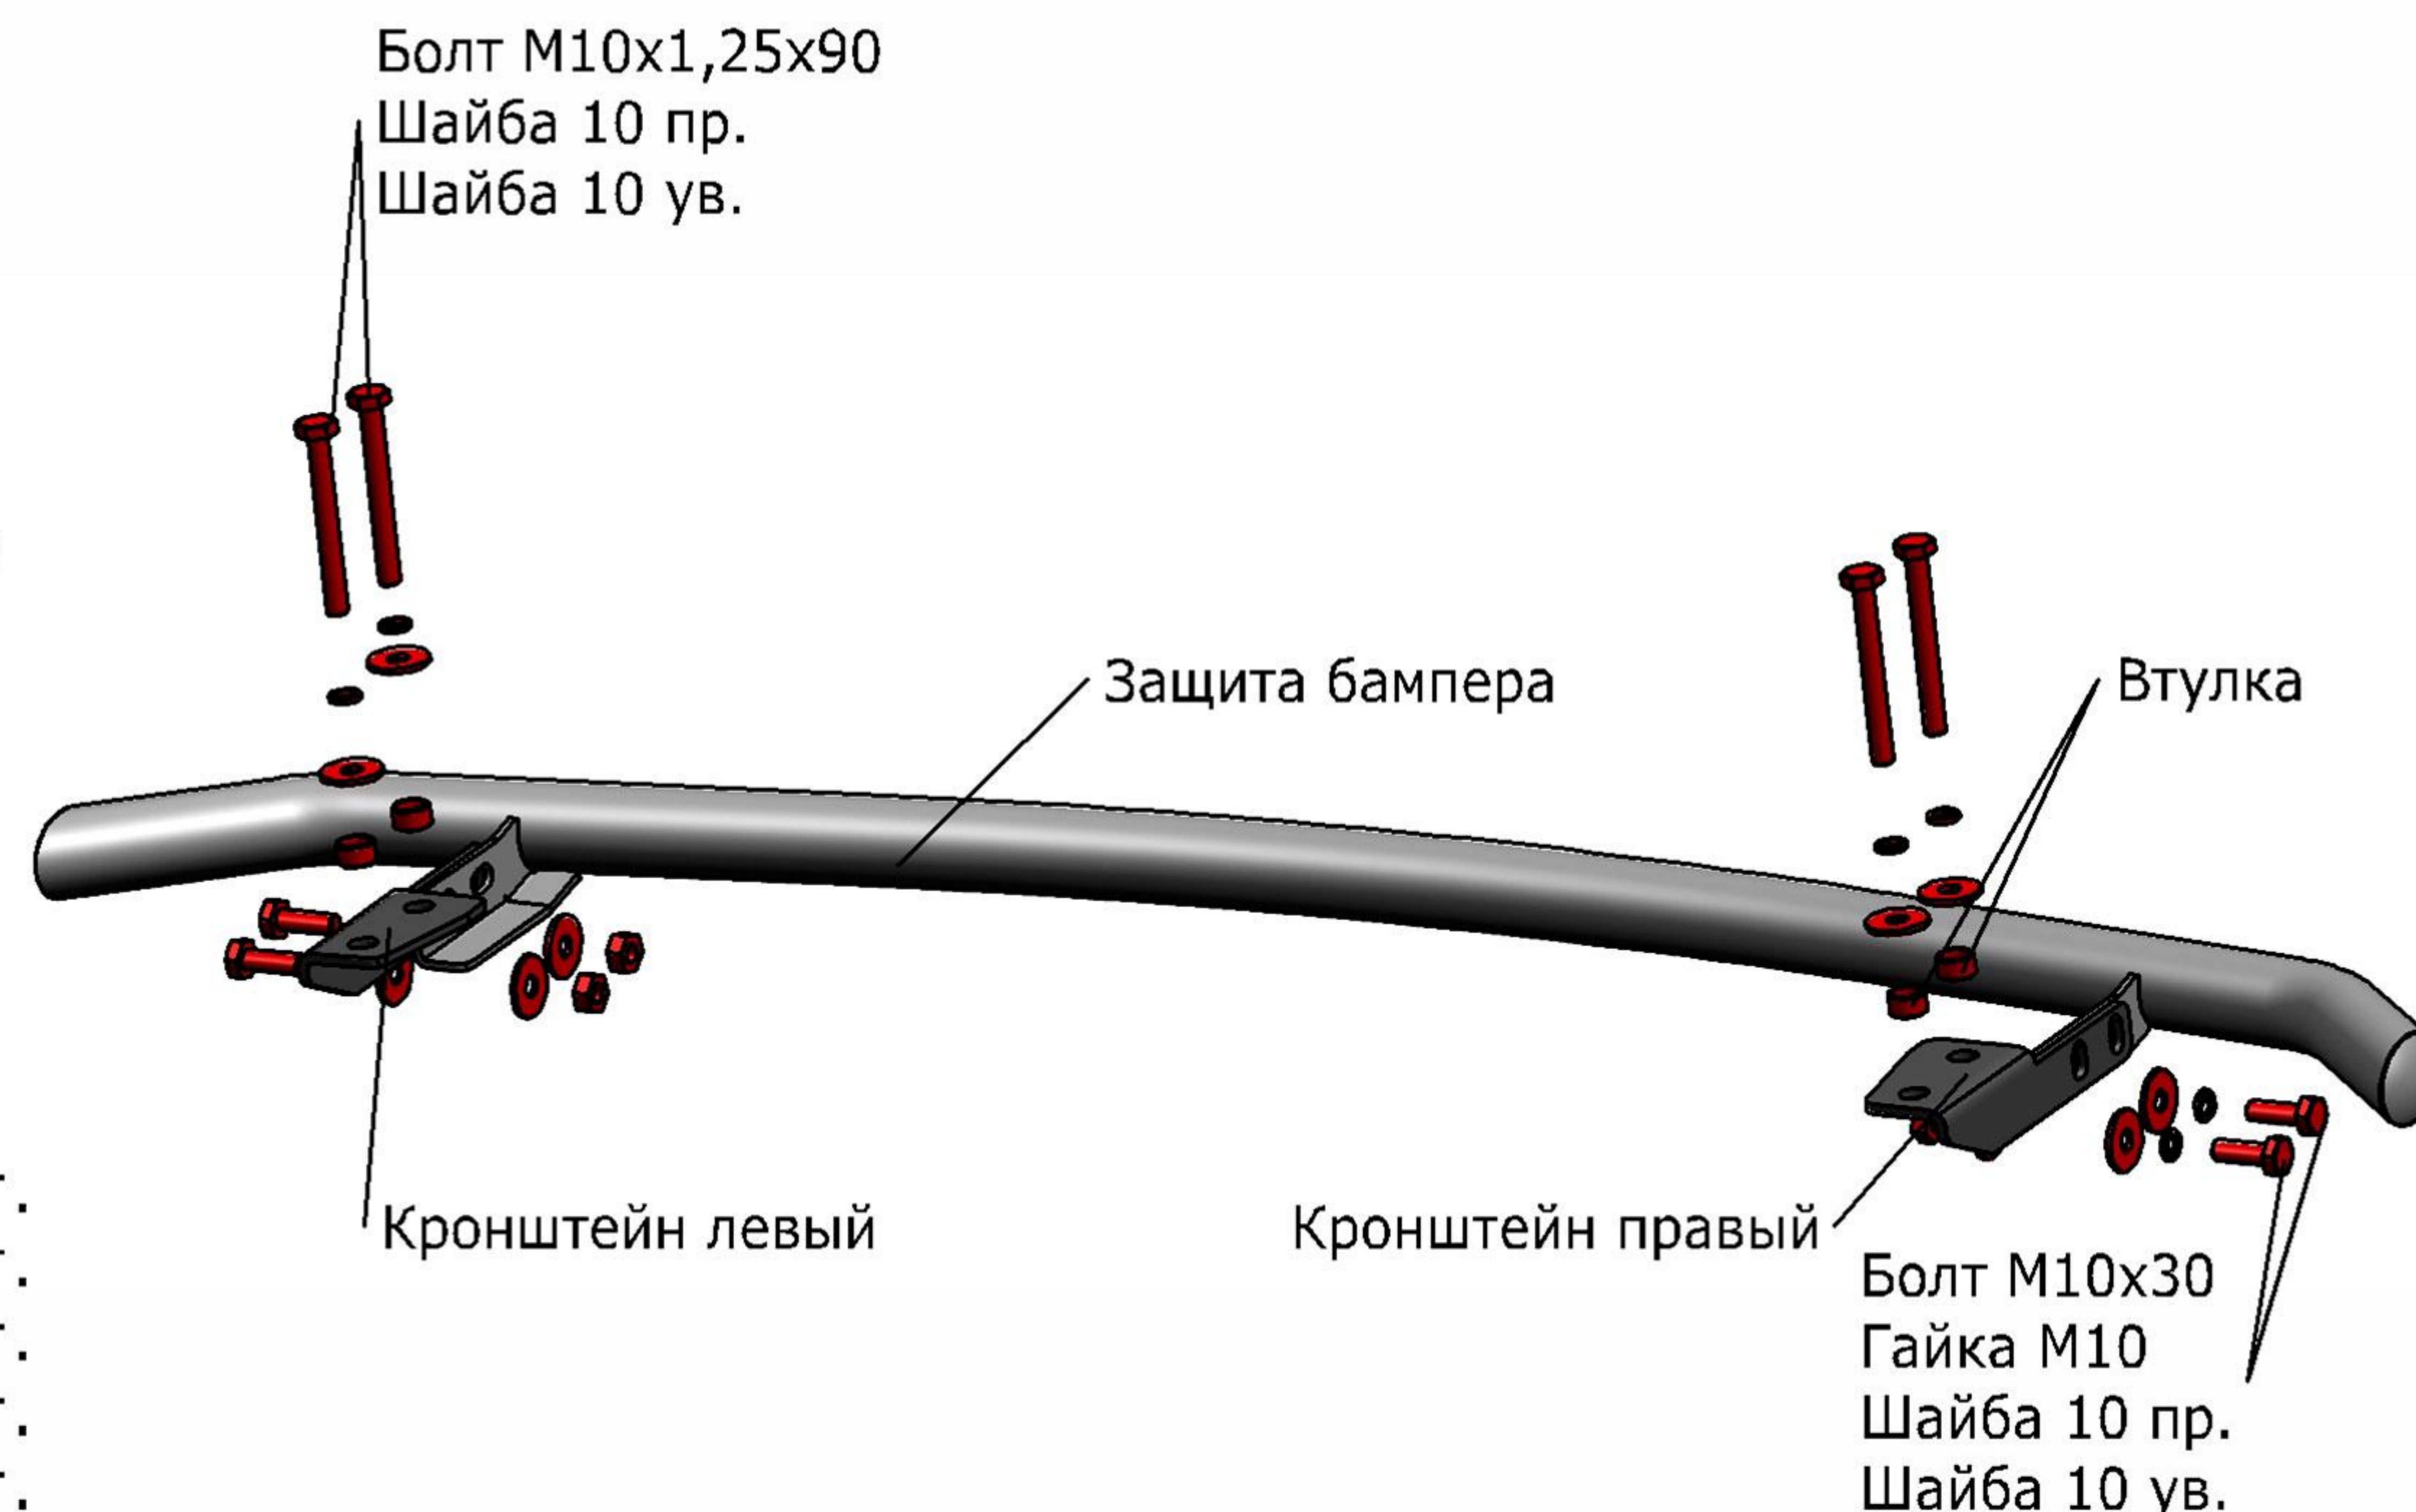 Болт М10х1,25х90
Шайба 10 пр.
Шайба 10 ув.
Защита бампера
Втулка
Кронштейн левый
Кронштейн правый
Болт М10х30
Гайка М10
Шайба 10 пр.
Шайба 10 ув.